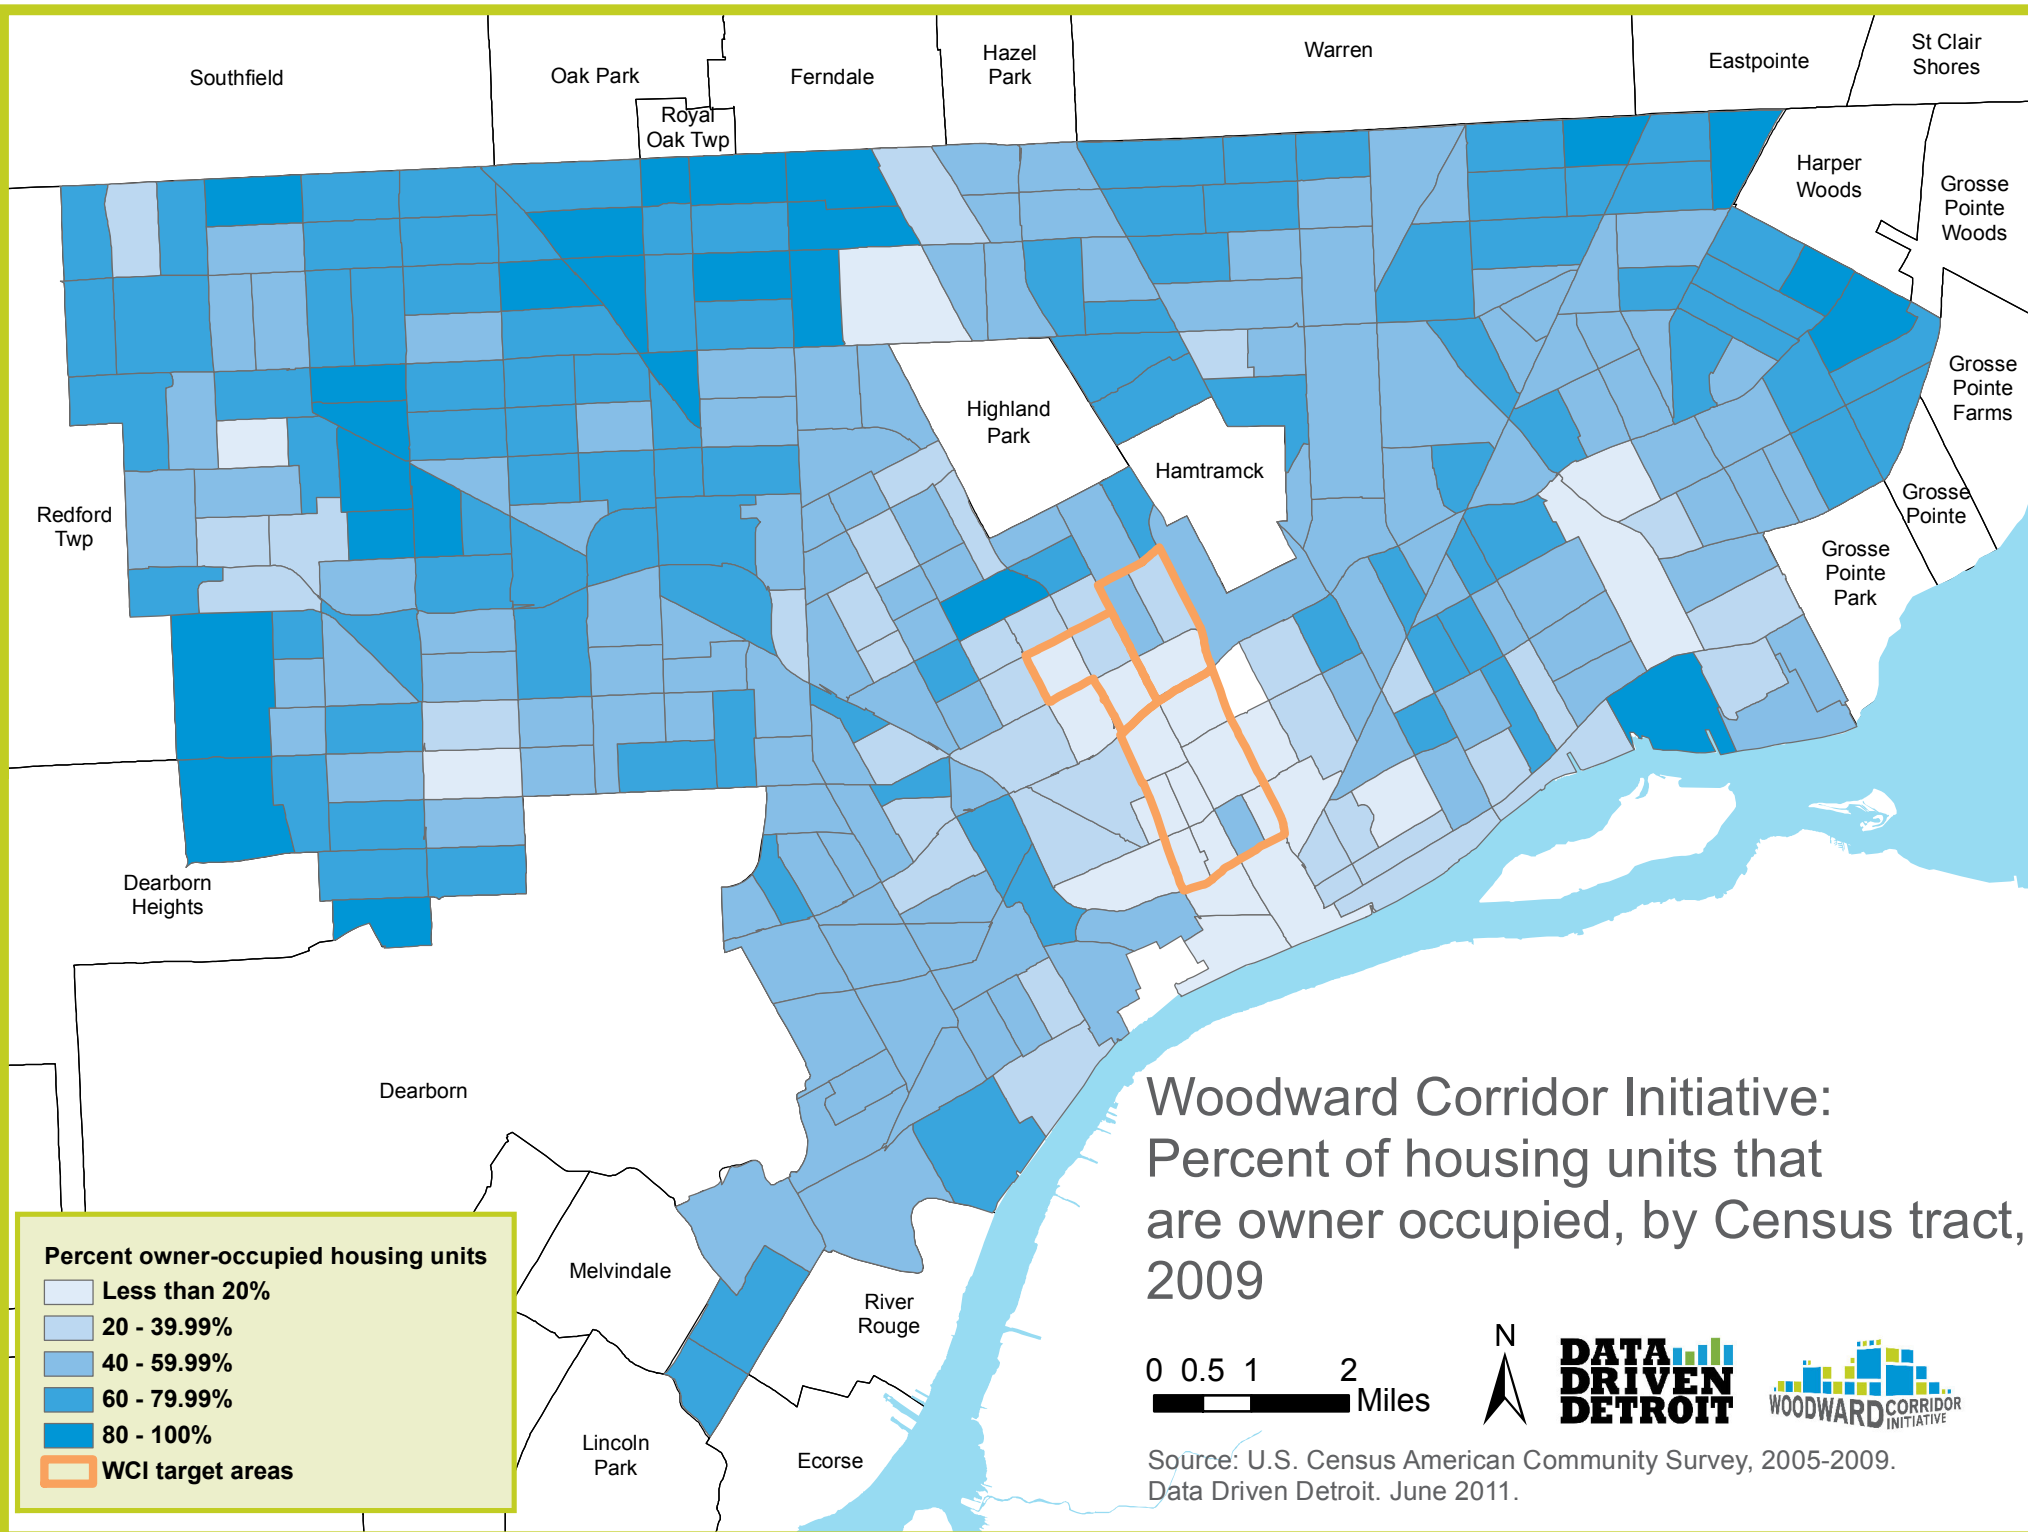 Southfield
Oak Park
Ferndale
Hazel
Park
Warren
Eastpointe
St Clair
Shores
Royal
Oak Twp
Harper
Woods
Grosse
Pointe
Woods
Grosse
Pointe
Farms
Highland
Park
Hamtramck
Redford
Twp
Grosse
Pointe
Grosse
Pointe
Park
Dearborn
Heights
Dearborn
Melvindale
River
Rouge
Lincoln
Park
Ecorse
Woodward Corridor Initiative:
Percent of housing units that
are owner occupied, by Census tract,
2009
Percent owner-occupied housing units
Less than 20%
20 - 39.99%
40 - 59.99%
60 - 79.99%
80 - 100%
WCI target areas
0 0.5 1 2
Miles
N
DATA
DRIVEN
DETROIT
WOODWARD CORRIDOR
INITIATIVE
Source: U.S. Census American Community Survey, 2005-2009.
Data Driven Detroit. June 2011.